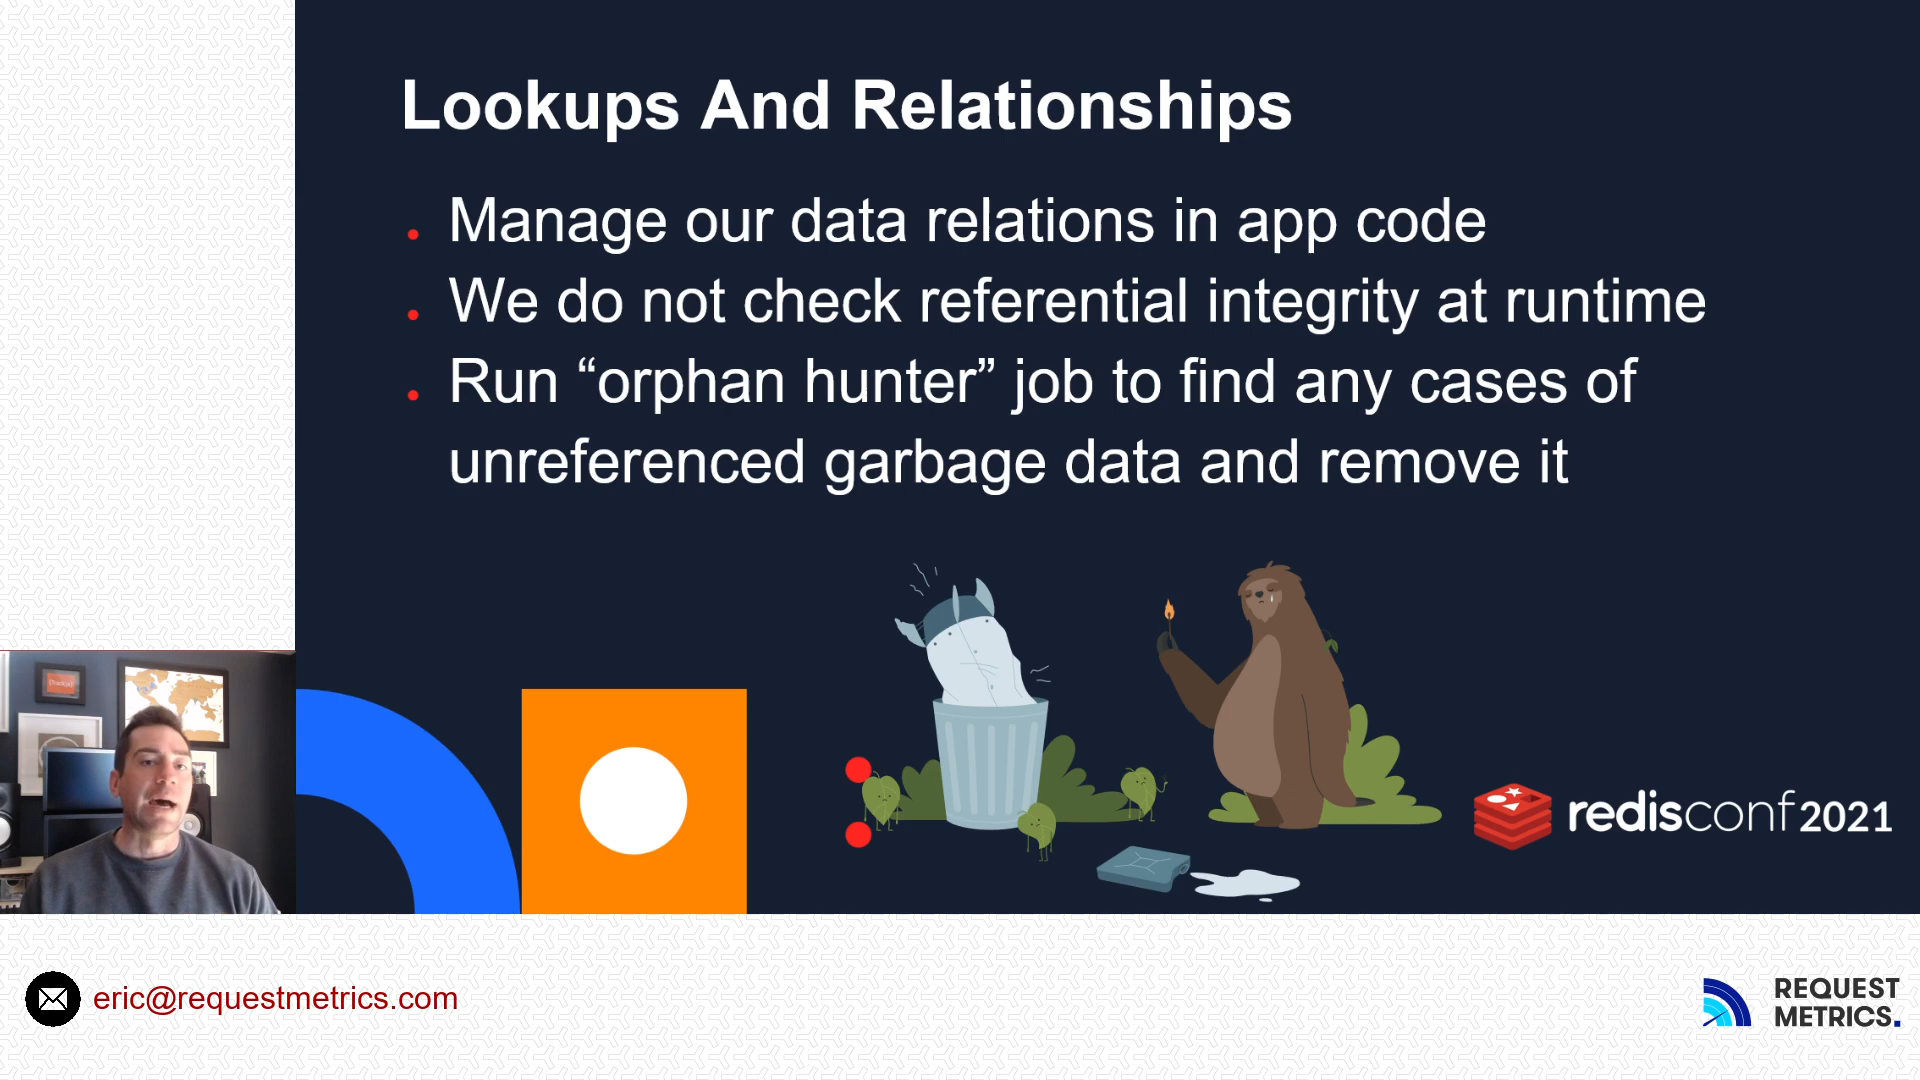 Lookups And Relationships
Manage our data relations in app code
We do not check referential integrity at runtime
Run “orphan hunter” job to find any cases of
unreferenced garbage data and remove it
redisconf2021
eric@requestmetrics.com
REQUEST
METRICS.